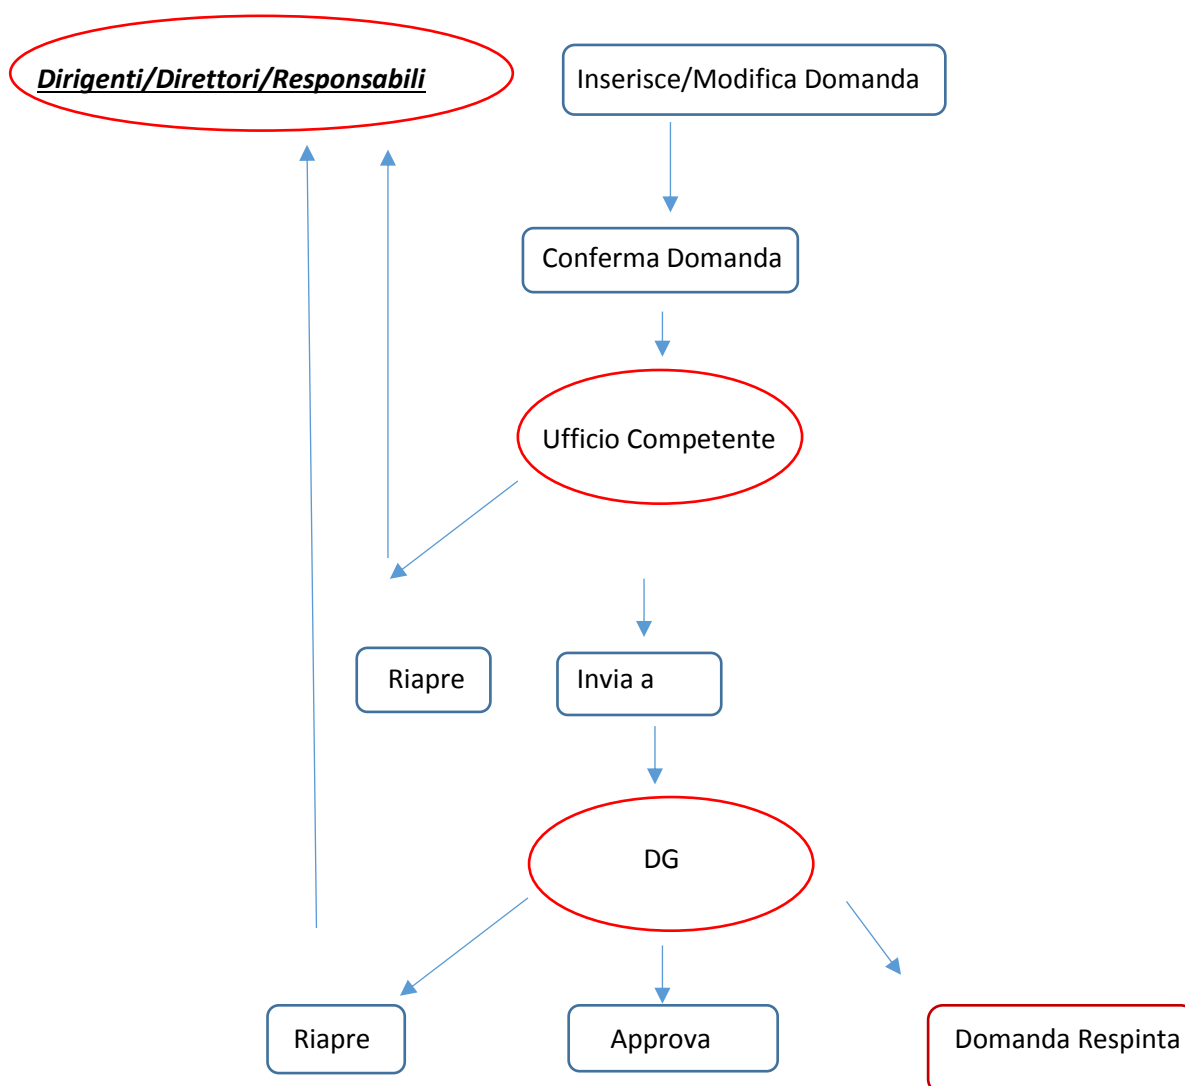 Dirigenti/Direttori/Responsabili
Inserisce/Modifica Domanda
Conferma Domanda
Ufficio Competente
Riapre
Invia a
DG
Riapre
Approva
Domanda Respinta